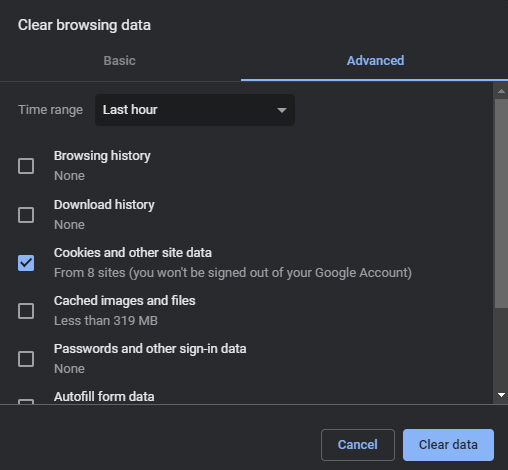 Clear browsing data
Basic
Advanced
Time range
Last hour
Browsing history
None
Download history
None
Cookies and other site data
From 8 sites (you won't be signed out of your Google Account)
Cached images and files
Less than 319 MB
Passwords and other sign-in data
None
Autofill form data
Cancel
Clear data